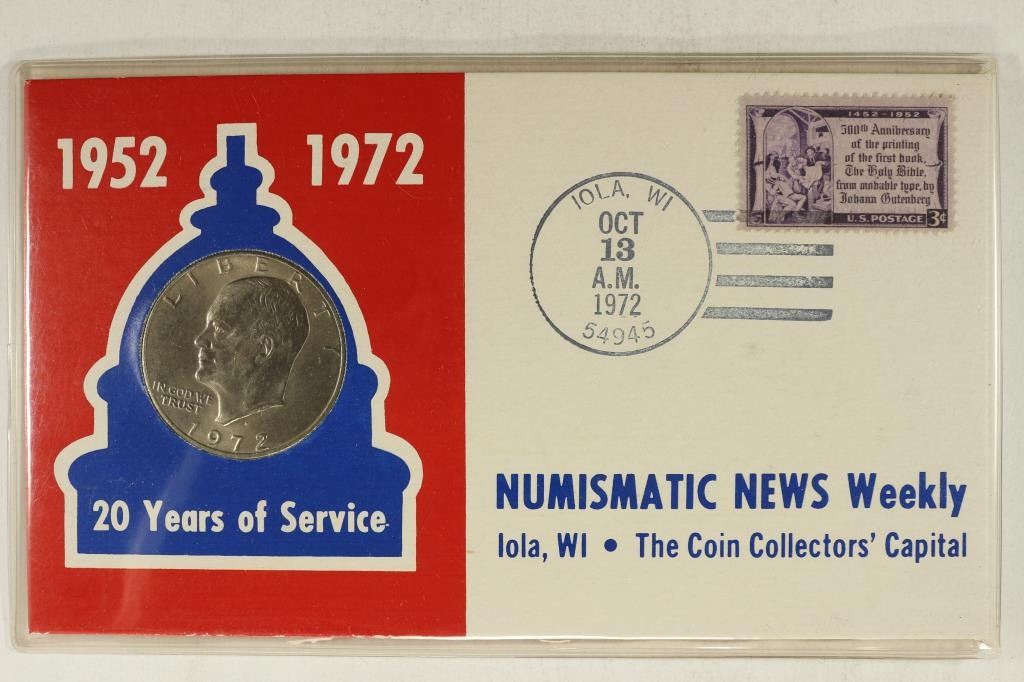 1952 1972
LIBERTY
IN GOD WE
TRUST
1972
20 Years of Service
IOLA, WI
OCT
13
A.M.
1972
54945
1452-1952
500th Anniversary
of the printing
of the first book,
The Holy Bible,
from movable type, by
Johann Gutenberg
U.S. POSTAGE 3¢
NUMISMATIC NEWS Weekly
Iola, WI • The Coin Collectors' Capital